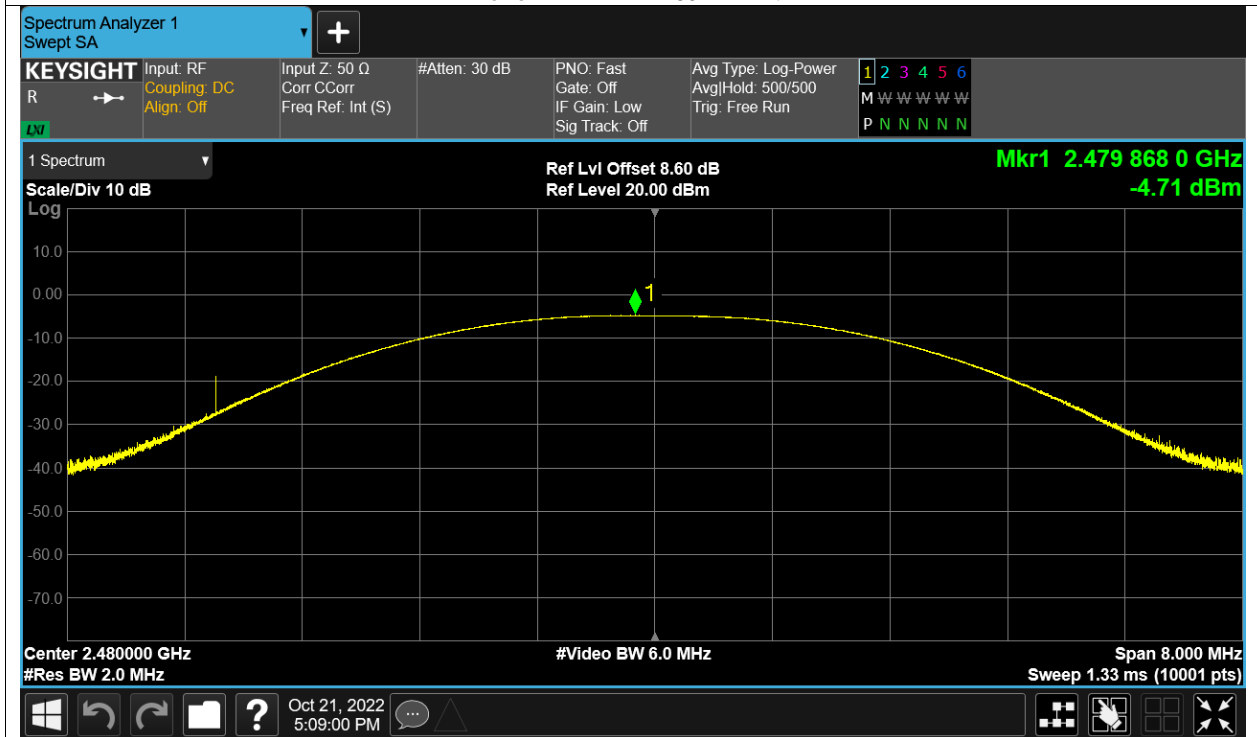 Spectrum Analyzer 1
Swept SA
+
KEYSIGHT
R
LXI
Input: RF
Coupling: DC
Align: Off
Input Z: 50 Ω
Corr CCorr
Freq Ref: Int (S)
#Atten: 30 dB
PNO: Fast
Gate: Off
IF Gain: Low
Sig Track: Off
Avg Type: Log-Power
Avg|Hold: 500/500
Trig: Free Run
1 2 3 4 5 6
M W W W W W
P N N N N N
1 Spectrum
Scale/Div 10 dB
Ref Lvl Offset 8.60 dB
Ref Level 20.00 dBm
Mkr1 2.479 868 0 GHz
-4.71 dBm
Log
10.0
0.00
-10.0
-20.0
-30.0
-40.0
-50.0
-60.0
-70.0
1
Center 2.480000 GHz
#Res BW 2.0 MHz
#Video BW 6.0 MHz
Span 8.000 MHz
Sweep 1.33 ms (10001 pts)
?
Oct 21, 2022
5:09:00 PM